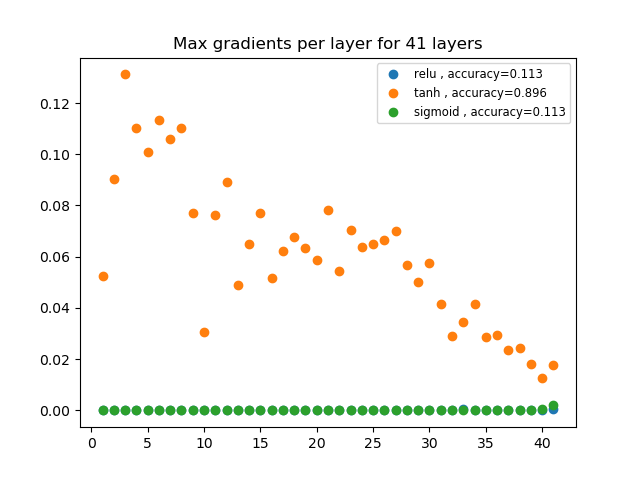 Max gradients per layer for 41 layers
relu , accuracy=0.113
tanh , accuracy=0.896
sigmoid , accuracy=0.113
0.12
0.10
0.08
0.06
0.04
0.02
0.00
0 5 10 15 20 25 30 35 40